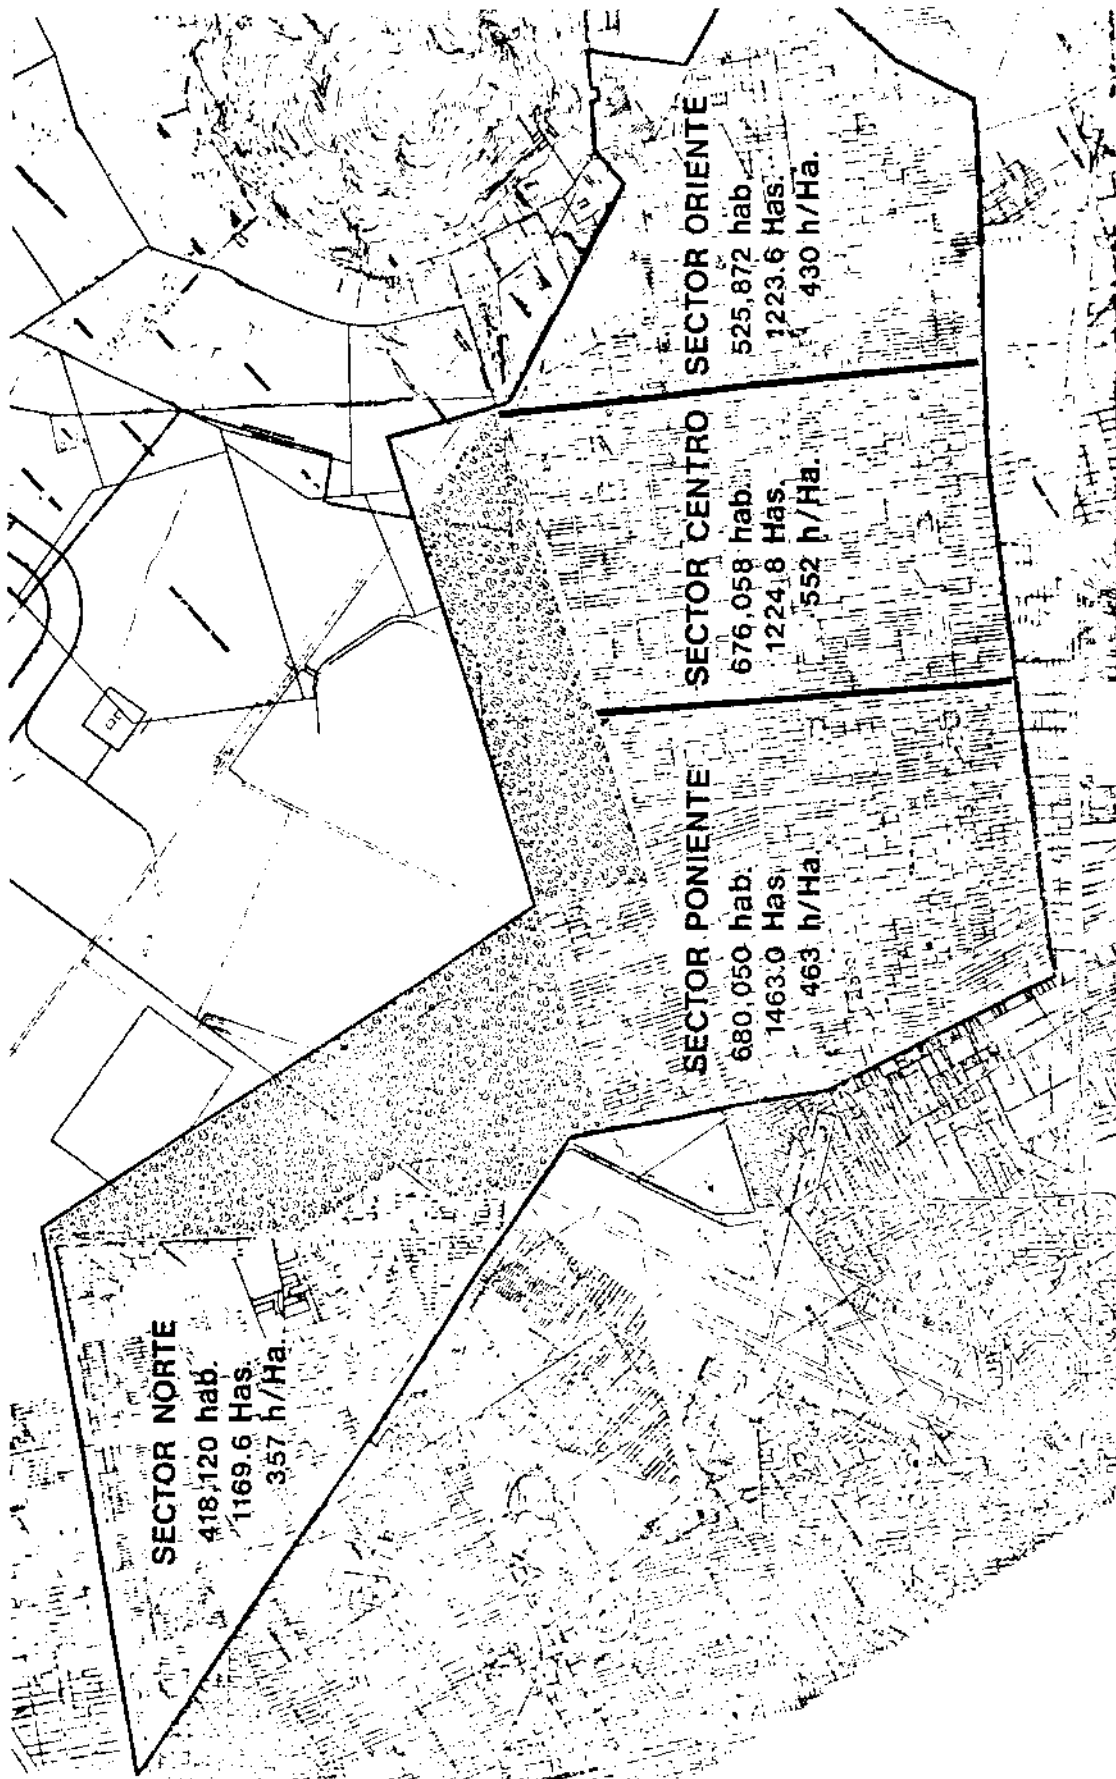 SECTOR NORTE
418,120 hab.
1169.6 Has.
357 h/Ha.
SECTOR PONIENTE
680,050 hab.
1463.0 Has.
463 h/Ha.
SECTOR CENTRO
676,058 hab.
1224.8 Has.
552 h/Ha.
SECTOR ORIENTE
525,872 hab.
1223.6 Has.
430 h/Ha.